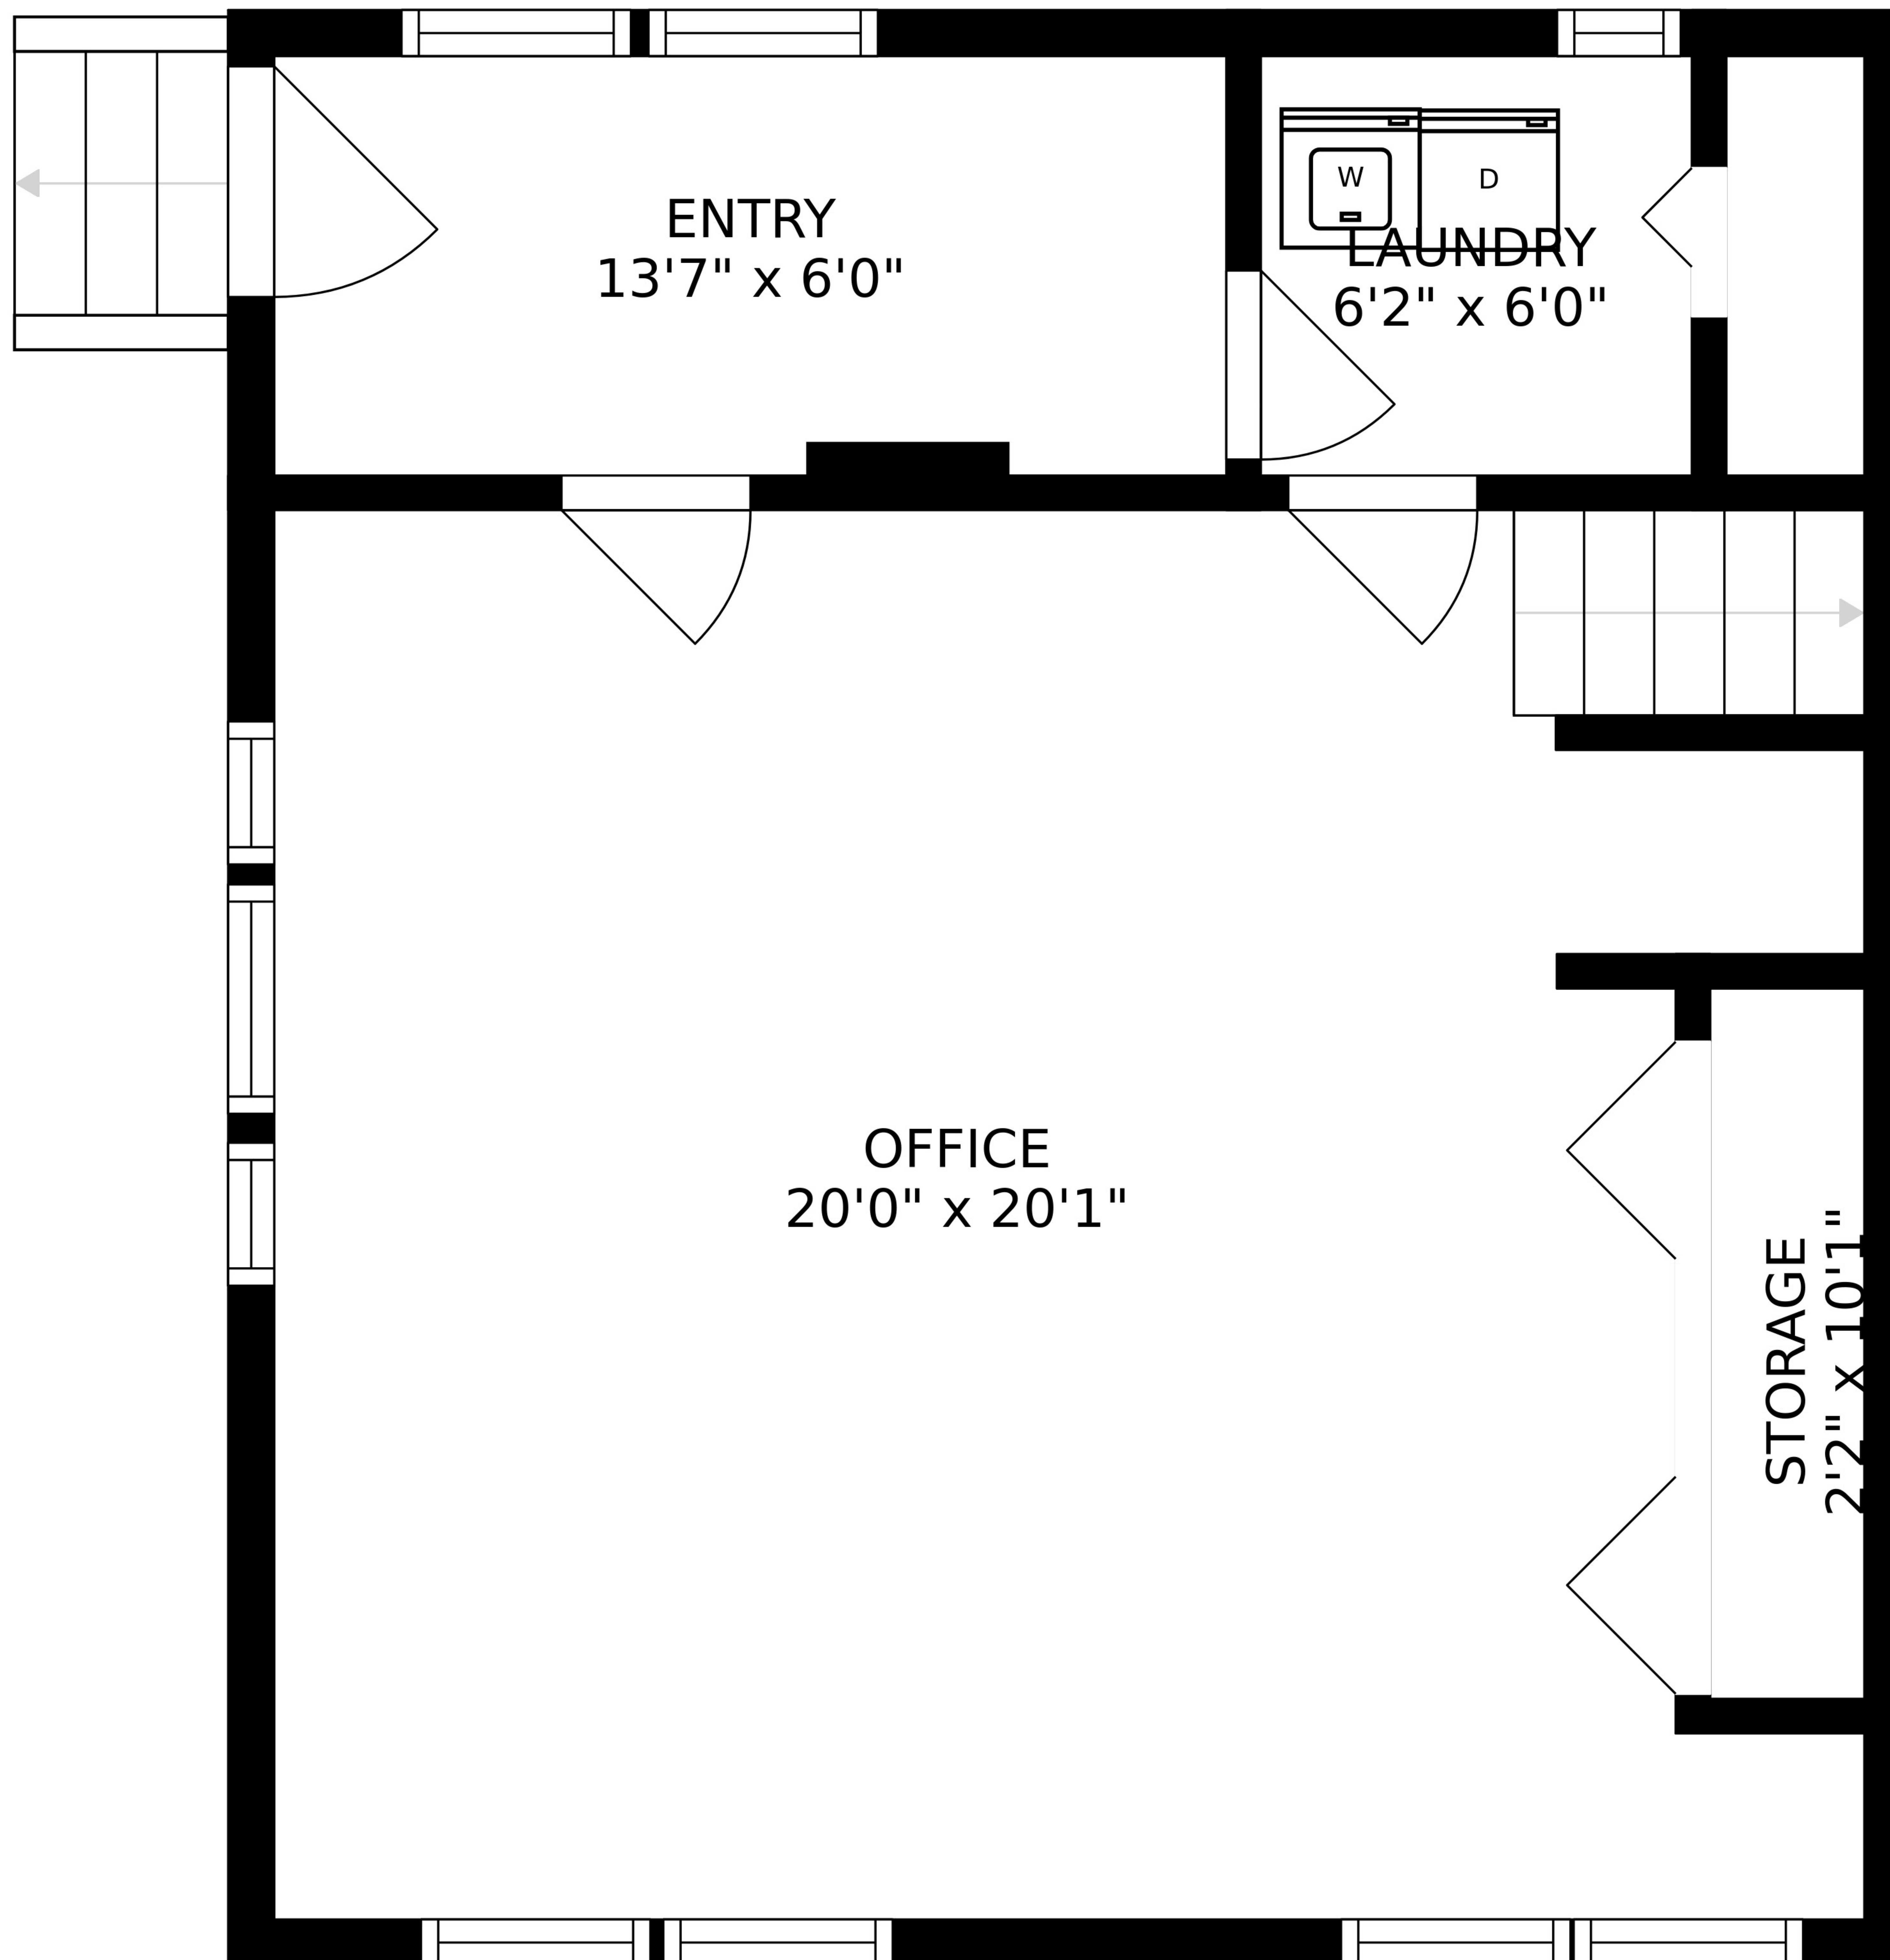 ENTRY
13'7" x 6'0"
W
D
LAUNDRY
6'2" x 6'0"
OFFICE
20'0" x 20'1"
STORAGE
2'2" x 10'1"